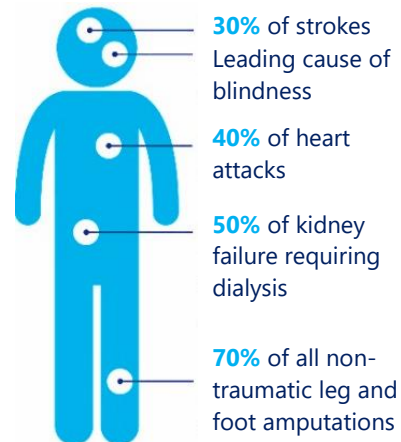 30% of strokes
Leading cause of
blindness
40% of heart
attacks
50% of kidney
failure requiring
dialysis
70% of all non-
traumatic leg and
foot amputations